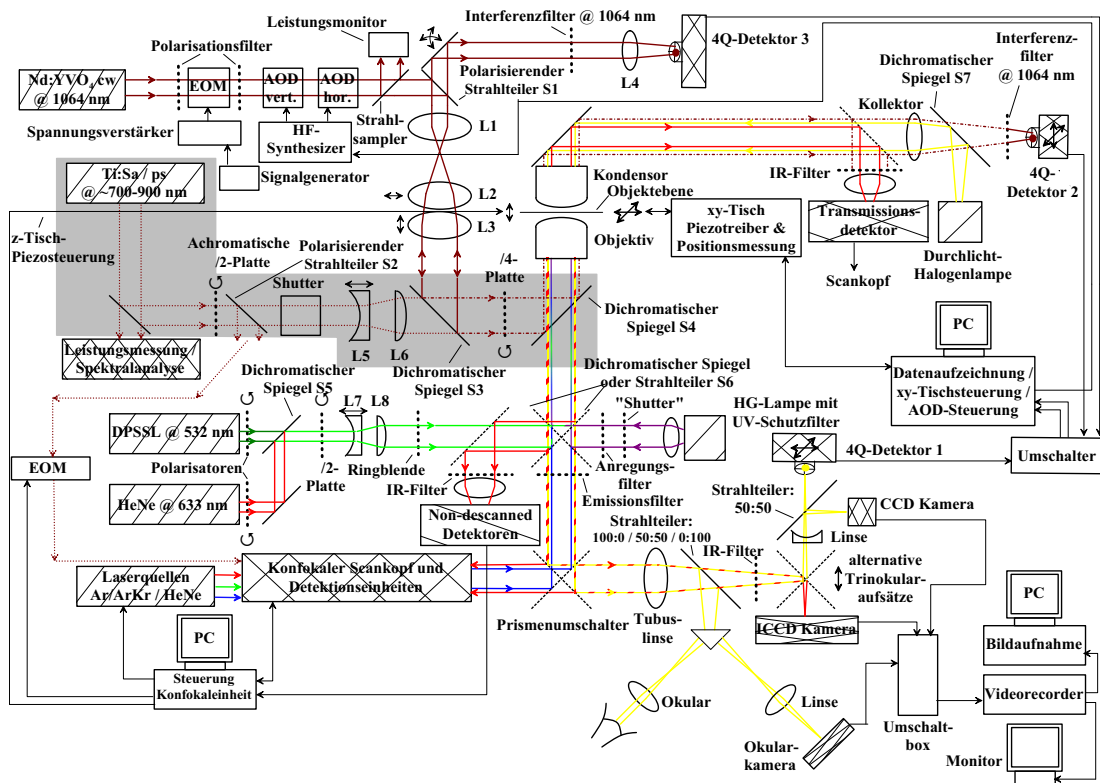 Leistungsmonitor
Interferenzfilter @ 1064 nm
4Q-Detektor 3
Interferenz-
filter
@ 1064 nm
Polarisationsfilter
Dichromatischer
Spiegel S7
Nd:YVO4 cw
@ 1064 nm
EOM
AOD
vert.
AOD
hor.
Polarisierender
Strahlteiler S1
L4
Kollektor
Strahl-
sampler
L1
Spannungsverstärker
HF-
Synthesizer
Signalgenerator
IR-Filter
4Q-
Detektor 2
Ti:Sa / ps
@ ~700-900 nm
L2
L3
Kondensor
Objektebene
Objektiv
xy-Tisch
Piezotreiber &
Positionsmessung
Transmissions-
detektor
Durchlicht-
Halogenlampe
Scankopf
z-Tisch-
Piezosteuerung
Achromatische
/2-Platte
Polarisierender
Strahlteiler S2
Shutter
/4-
Platte
L5
L6
Dichromatischer
Spiegel S4
Dichromatischer
Spiegel S3
Leistungsmessung /
Spektralanalyse
PC
Datenaufzeichnung /
xy-Tischsteuerung /
AOD-Steuerung
Dichromatischer
Spiegel S5
L7
L8
Dichromatischer Spiegel
oder Strahlteiler S6
"Shutter"
HG-Lampe mit
UV-Schutzfilter
DPSSL @ 532 nm
4Q-Detektor 1
Umschalter
EOM
Polarisatoren
/2-
Platte
Ringblende
IR-Filter
Anregungs-
filter
Emissionsfilter
HeNe @ 633 nm
Non-descanned
Detektoren
Strahlteiler:
50:50
CCD Kamera
Strahlteiler:
100:0 / 50:50 / 0:100
IR-Filter
Linse
alternative
Trinokular-
aufsätze
Laserquellen
Ar/ArKr / HeNe
Konfokaler Scankopf und
Detektionseinheiten
Prismenumschalter
Tubus-
linse
ICCD Kamera
PC
Bildaufnahme
PC
Steuerung
Konfokaleinheit
Okular
Linse
Okular-
kamera
Umschalt-
box
Videorecorder
Monitor